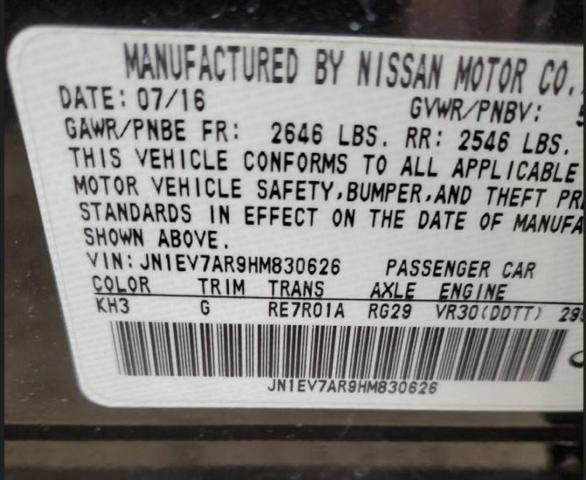 MANUFACTURED BY NISSAN MOTOR CO.,
DATE: 07/16 GVWR/PNBV:
GAWR/PNBE FR: 2646 LBS. RR: 2546 LBS.
THIS VEHICLE CONFORMS TO ALL APPLICABLE
MOTOR VEHICLE SAFETY,BUMPER,AND THEFT
STANDARDS IN EFFECT ON THE DATE OF
SHOWN ABOVE.
VIN:JN1EV7AR9HM830626 PASSENGER CAR
COLOR TRIM TRANS AXLE ENGINE
KH3 G RE7R01A RG29 VR30(DDTT)
JN1EV7AR9HM830626